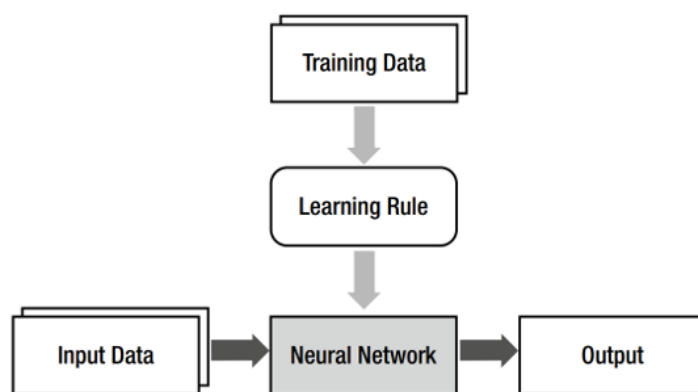 Training Data
Learning Rule
Input Data
Neural Network
Output